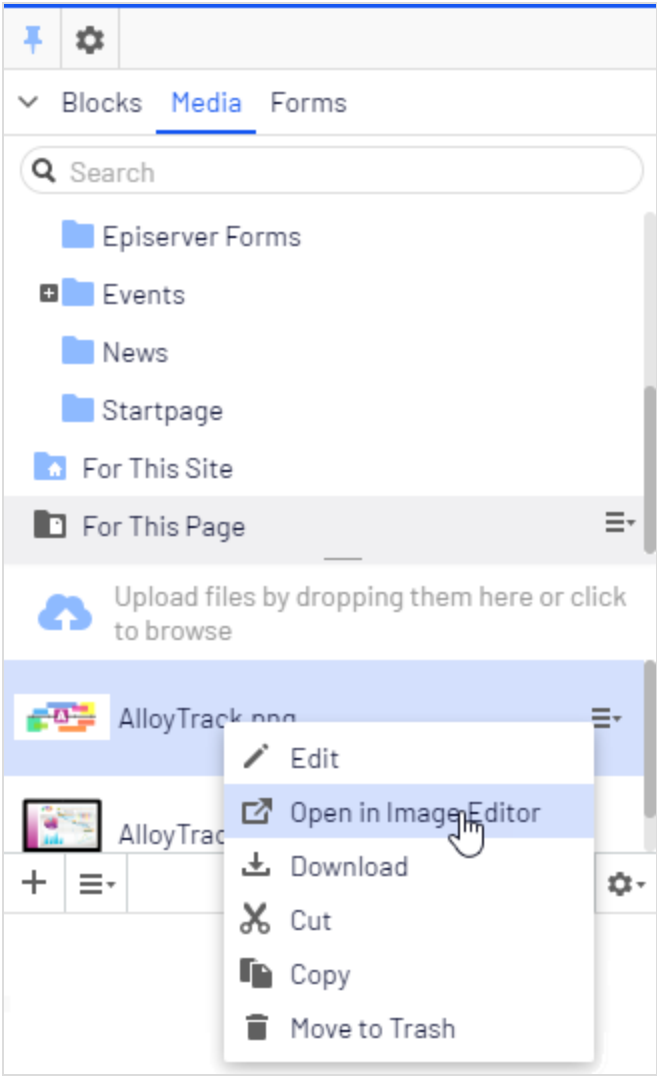 Blocks Media Forms
Search
Episerver Forms
Events
News
Startpage
For This Site
For This Page
Upload files by dropping them here or click
to browse
AlloyTrack.png
Edit
Open in Image Editor
Download
Cut
Copy
Move to Trash